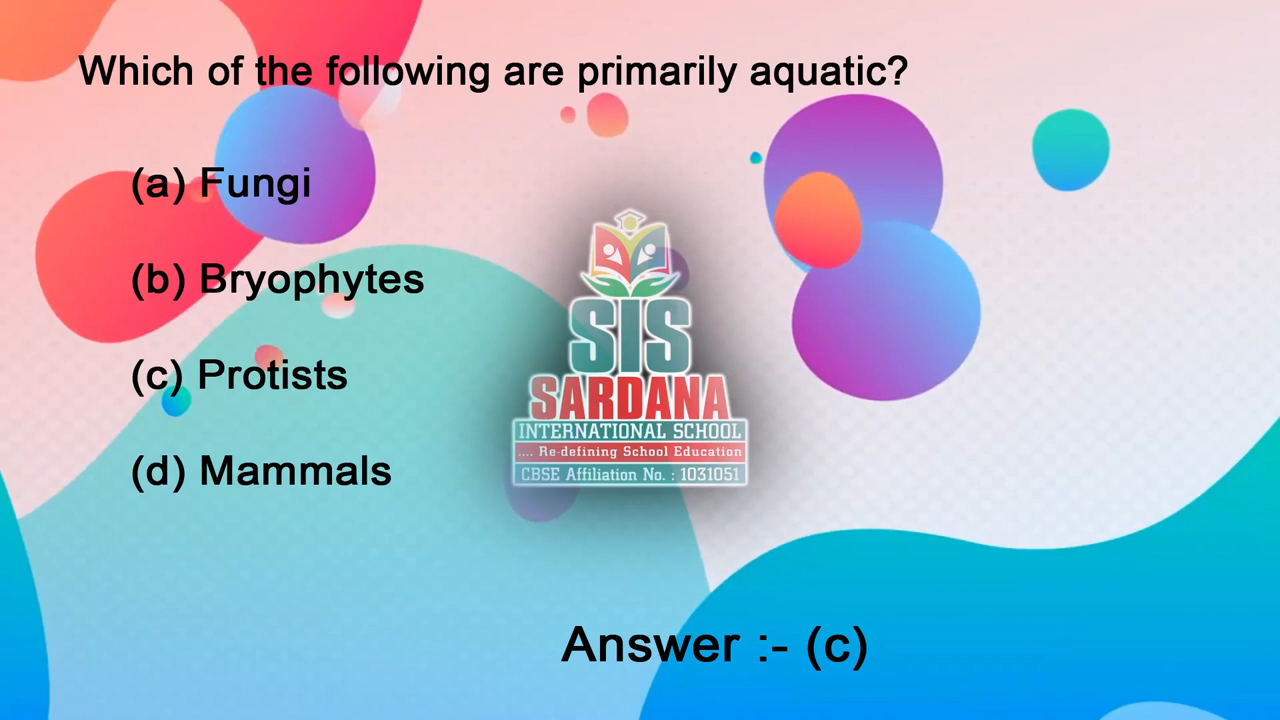 Which of the following are primarily aquatic?
(a) Fungi
(b) Bryophytes
(c) Protists
(d) Mammals
SIS
SARDANA
INTERNATIONAL SCHOOL
.... Re-defining School Education
CBSE Affiliation No. : 1031051
Answer :- (c)